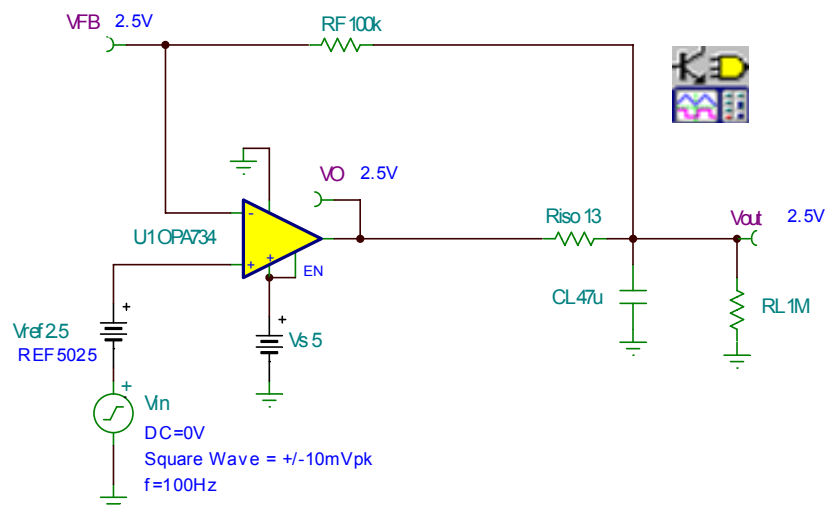 VFB 2.5V
RF 100k
VO 2.5V
U1 OPA734
-
+
+
EN
Riso 13
Vout 2.5V
CL 47u
RL 1M
+
Vref 2.5
REF5025
+
Vs 5
+
Vin
DC=0V
Square Wave = +/-10mVpk
f=100Hz